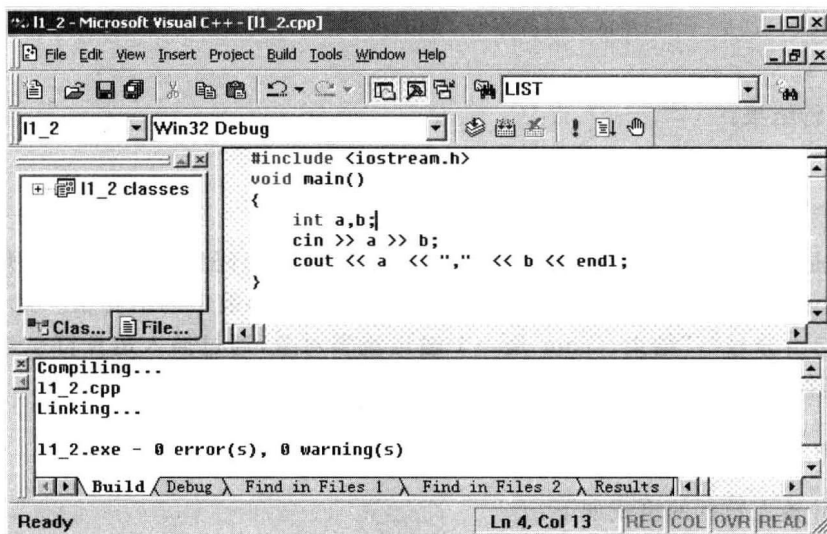 l1_2 - Microsoft Visual C++ - [l1_2.cpp]
File Edit View Insert Project Build Tools Window Help
LIST
l1_2 Win32 Debug
l1_2 classes
Clas... File...
#include <iostream.h>
void main()
{
    int a,b;
    cin >> a >> b;
    cout << a  << ","  << b << endl;
}
Compiling...
l1_2.cpp
Linking...
l1_2.exe - 0 error(s), 0 warning(s)
Build Debug Find in Files 1 Find in Files 2 Results
Ready Ln 4, Col 13 REC COL OVR READ